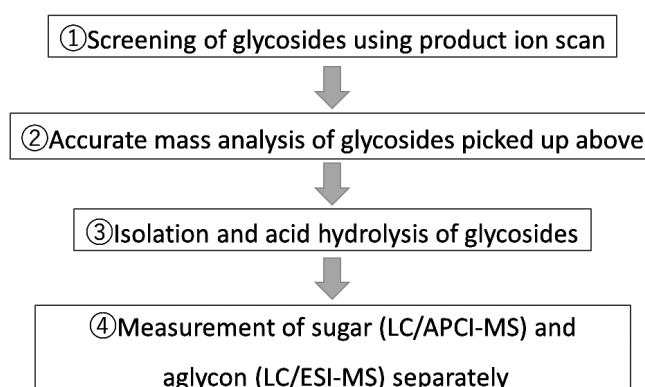 ①Screening of glycosides using product ion scan
②Accurate mass analysis of glycosides picked up above
③Isolation and acid hydrolysis of glycosides
④Measurement of sugar (LC/APCI-MS) and
aglycon (LC/ESI-MS) separately